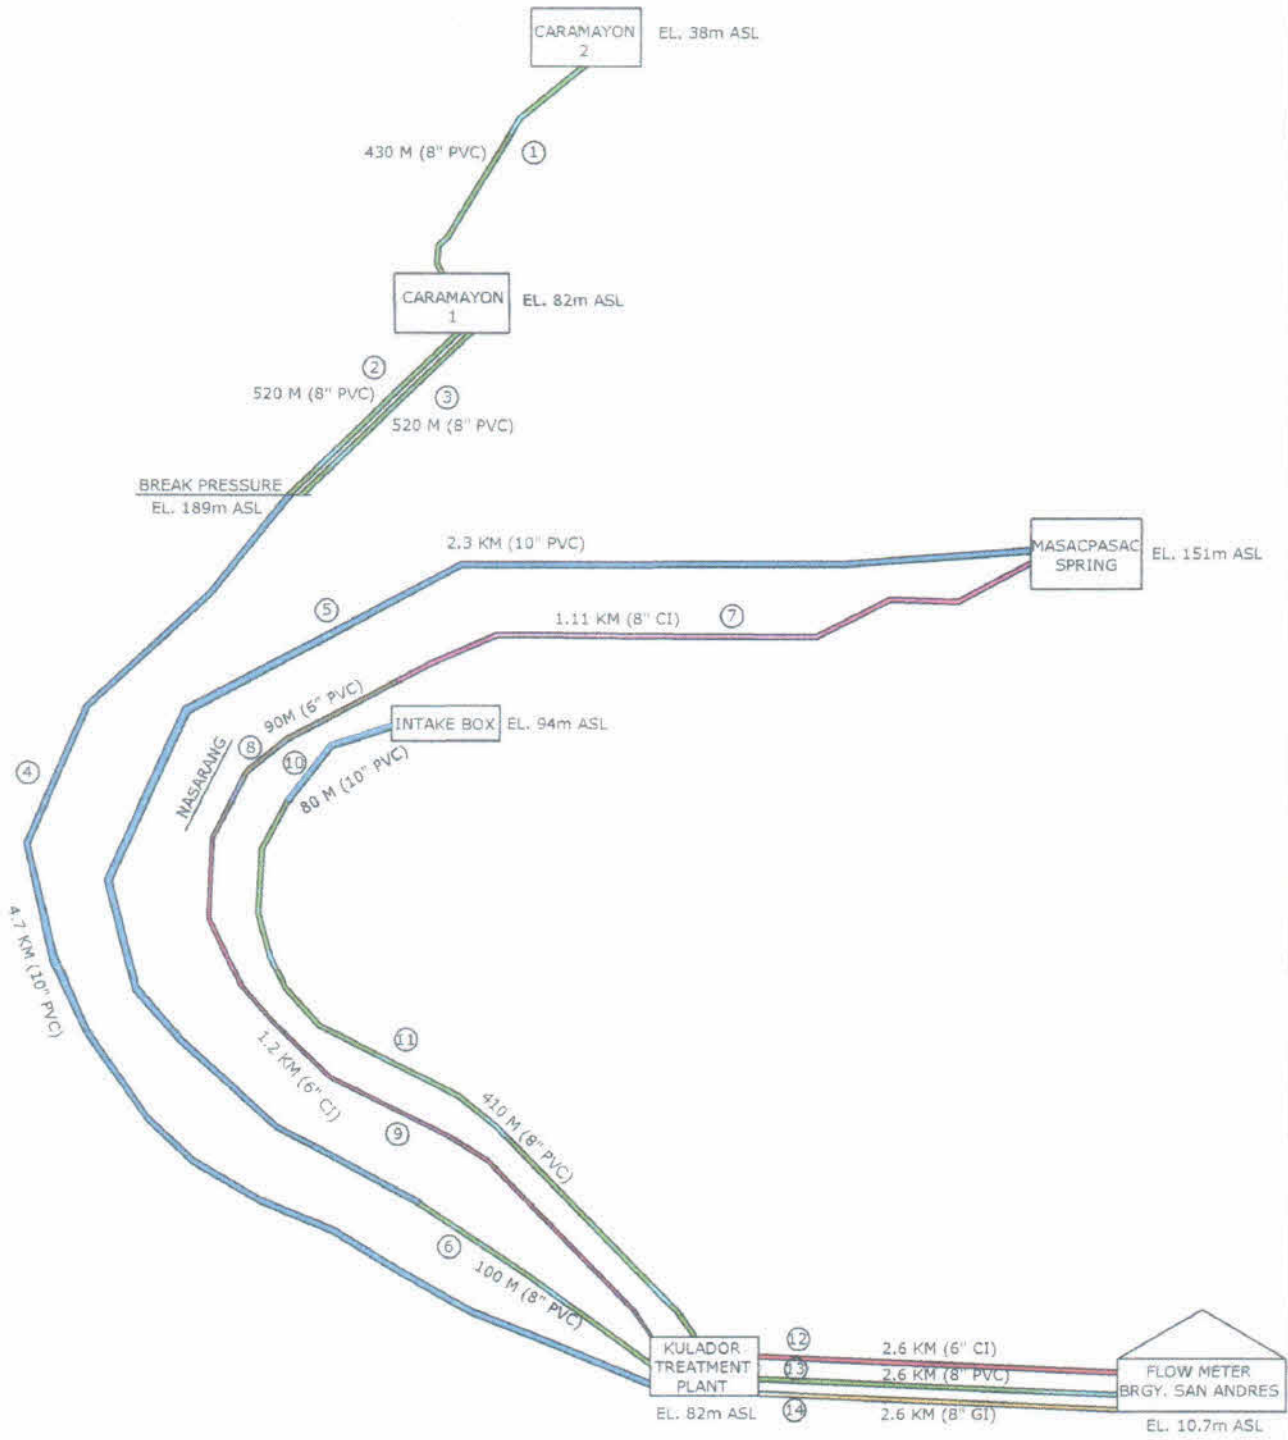 CARAMAYON
2
EL. 38m ASL
430 M (8" PVC)
1
CARAMAYON
1
EL. 82m ASL
2
520 M (8" PVC)
3
520 M (8" PVC)
BREAK PRESSURE
EL. 189m ASL
2.3 KM (10" PVC)
MASACPASAC
SPRING
EL. 151m ASL
5
1.11 KM (8" CI)
7
90M (6" PVC)
INTAKE BOX
EL. 94m ASL
8
10
80 M (10" PVC)
NASARANG
4
4.7 KM (10" PVC)
11
1.2 KM (6" CI)
9
410 M (8" PVC)
6
100 M (8" PVC)
KULADOR
TREATMENT
PLANT
EL. 82m ASL
12
2.6 KM (6" CI)
13
2.6 KM (8" PVC)
14
2.6 KM (8" GI)
FLOW METER
BRGY. SAN ANDRES
EL. 10.7m ASL